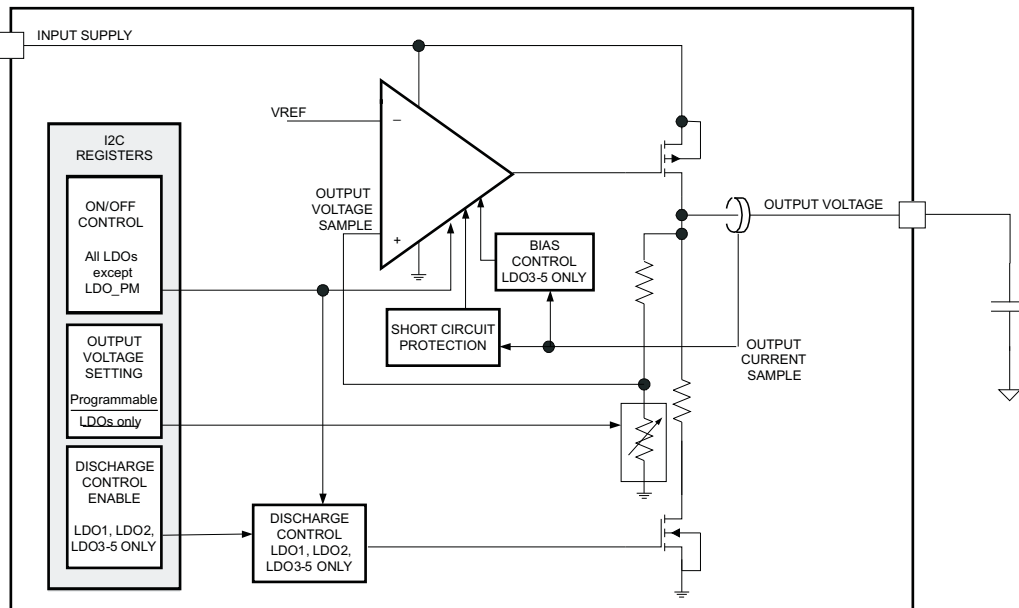 INPUT SUPPLY
VREF
−
+
I2C
REGISTERS
ON/OFF
CONTROL
All LDOs
except
LDO_PM
OUTPUT
VOLTAGE
SETTING
Programmable
LDOs only
DISCHARGE
CONTROL
ENABLE
LDO1, LDO2,
LDO3-5 ONLY
OUTPUT
VOLTAGE
SAMPLE
BIAS
CONTROL
LDO3-5 ONLY
SHORT CIRCUIT
PROTECTION
OUTPUT VOLTAGE
OUTPUT
CURRENT
SAMPLE
DISCHARGE
CONTROL
LDO1, LDO2,
LDO3-5 ONLY